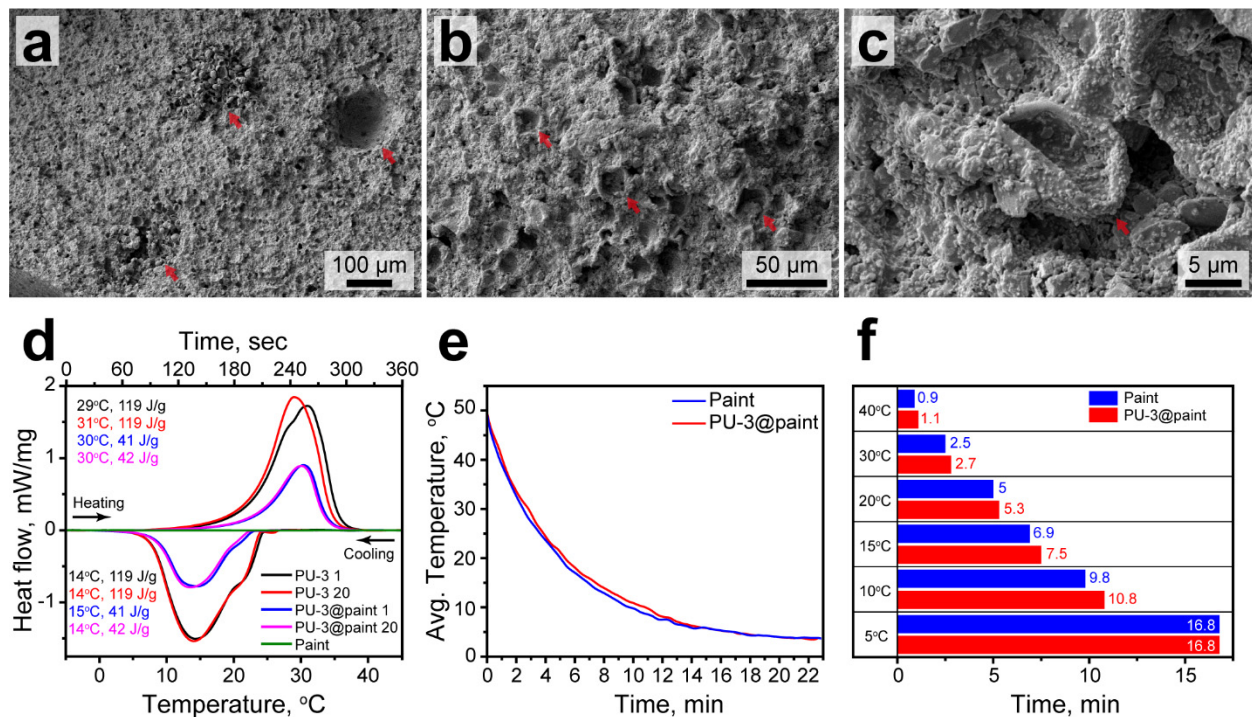 a
100 µm
b
50 µm
c
5 µm
d
Time, sec
0 60 120 180 240 300 360
2
1
0
-1
Heat flow, mW/mg
29°C, 119 J/g
31°C, 119 J/g
30°C, 41 J/g
30°C, 42 J/g
Heating
Cooling
14°C, 119 J/g
14°C, 119 J/g
15°C, 41 J/g
14°C, 42 J/g
PU-3 1
PU-3 20
PU-3@paint 1
PU-3@paint 20
Paint
0 10 20 30 40
Temperature, °C
e
Avg. Temperature, °C
50
40
30
20
10
0
Paint
PU-3@paint
0 2 4 6 8 10 12 14 16 18 20 22
Time, min
f
Paint
PU-3@paint
40°C
0.9
1.1
30°C
2.5
2.7
20°C
5
5.3
15°C
6.9
7.5
10°C
9.8
10.8
5°C
16.8
16.8
0 5 10 15
Time, min